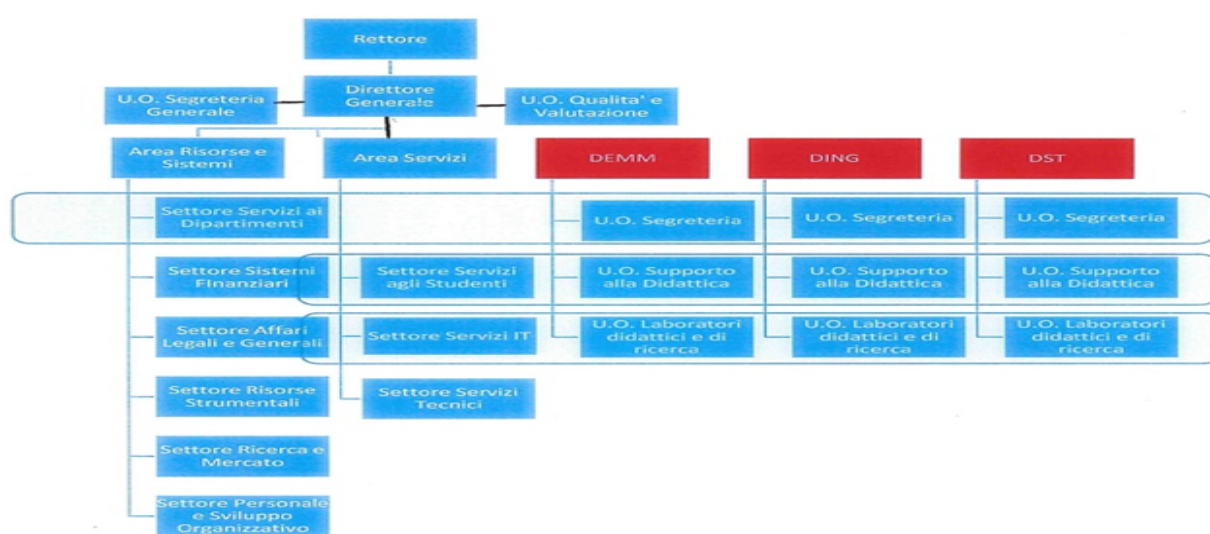 Rettore
Direttore
Generale
U.O. Segreteria
Generale
U.O. Qualita' e
Valutazione
Area Risorse e
Sistemi
Area Servizi
DEMM
DING
DST
Settore Servizi ai
Dipartimenti
U.O. Segreteria
U.O. Segreteria
U.O. Segreteria
Settore Sistemi
FInanziari
Settore Servizi
agli Studenti
U.O. Supporto
alla Didattica
U.O. Supporto
alla Didattica
U.O. Supporto
alla Didattica
Settore Affari
Legali e Generali
Settore Servizi IT
U.O. Laboratori
didattici e di
ricerca
U.O. Laboratori
didattici e di
ricerca
U.O. Laboratori
didattici e di
ricerca
Settore Risorse
Strumentali
Settore Servizi
Tecnici
Settore Ricerca e
Mercato
Settore Personale
e Sviluppo
Organizzativo